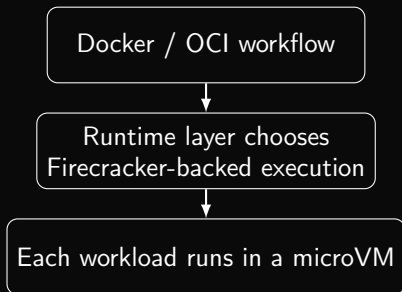 Docker / OCI workflow
Runtime layer chooses
Firecracker-backed execution
Each workload runs in a microVM